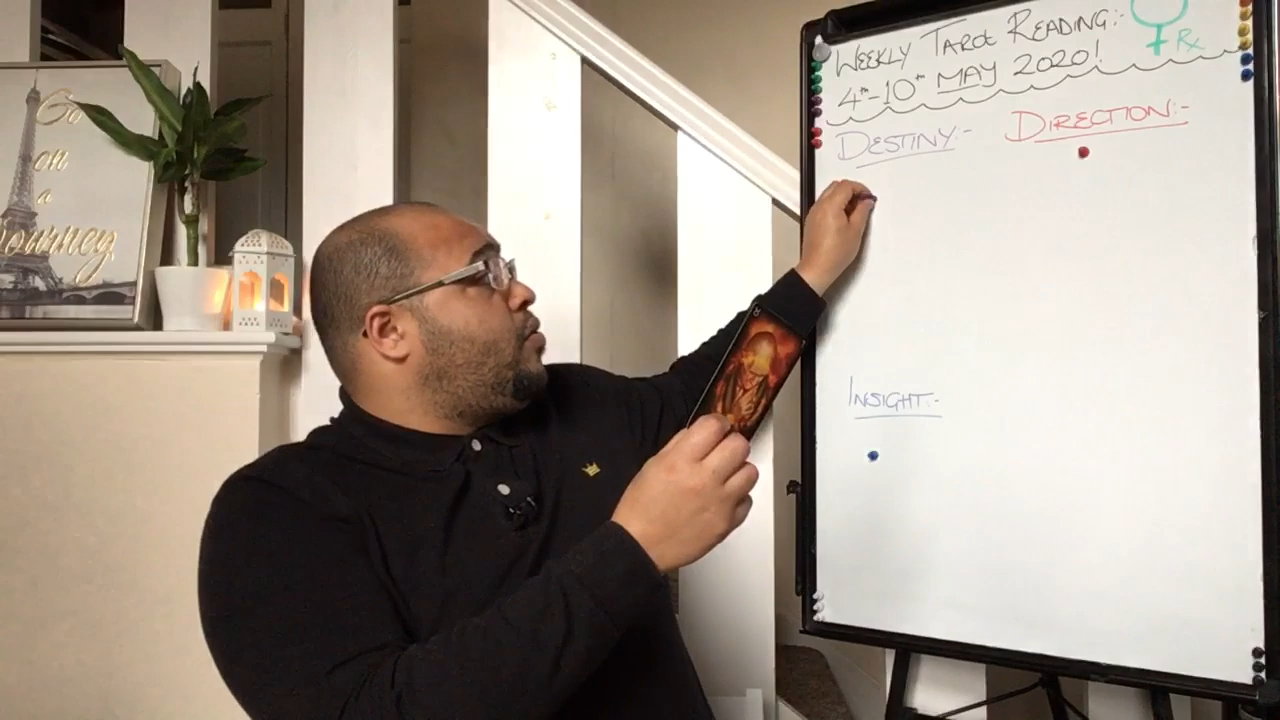 Go
on
a
Journey
WEEKLY TAROT READING:-
4th-10th MAY 2020!
Rx
DESTINY:-
DIRECTION:-
INSIGHT:-